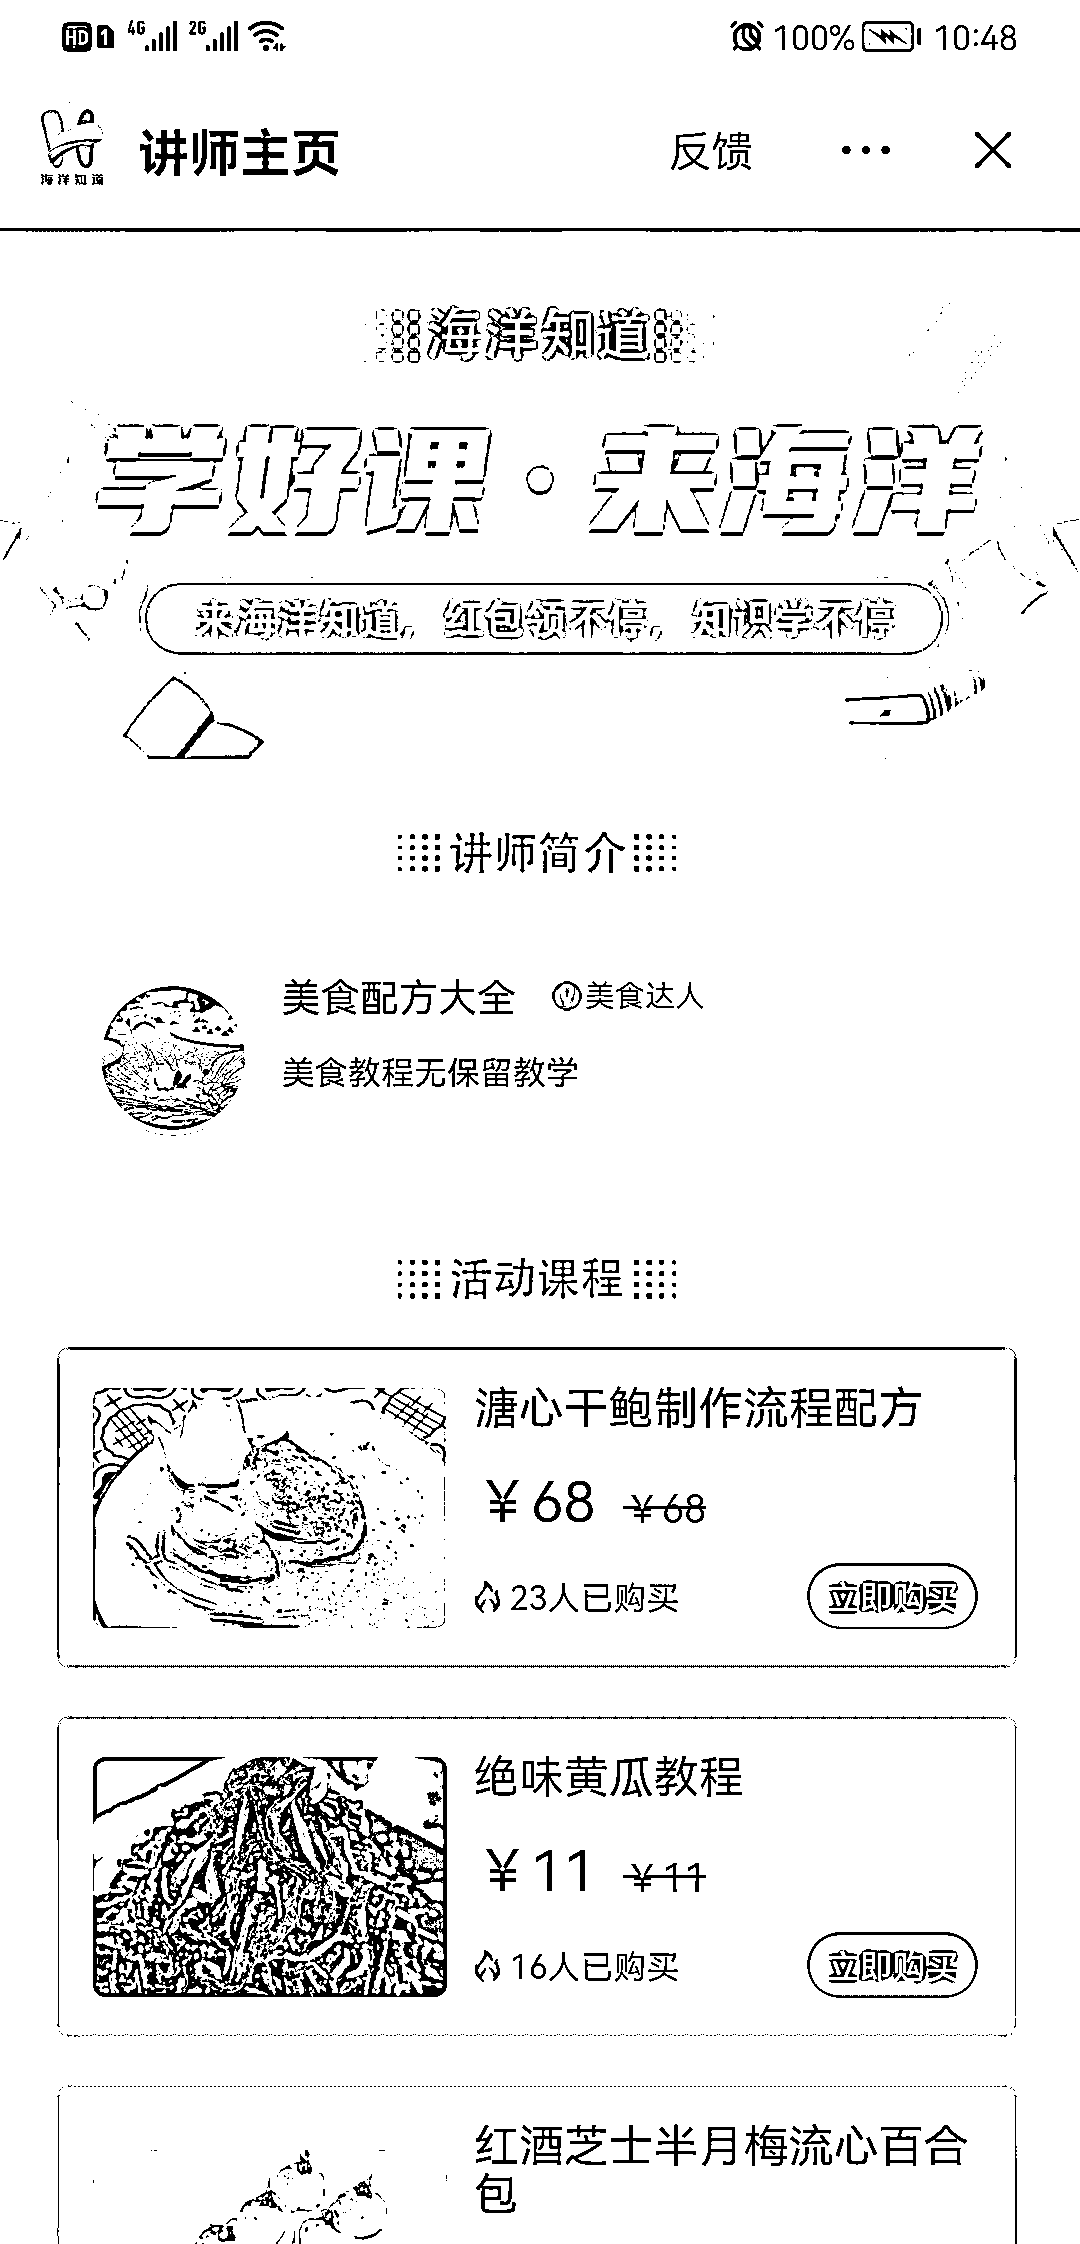 HD 1 4G 2G 100% 10:48
海洋知道
讲师主页 反馈
海洋知道
学好课·来海洋
来海洋知道，红包领不停，知识学不停
讲师简介
美食配方大全 美食达人
美食教程无保留教学
活动课程
溏心干鲍制作流程配方
¥68 ¥68
23人已购买 立即购买
绝味黄瓜教程
¥11 ¥11
16人已购买 立即购买
红酒芝士半月梅流心百合
包